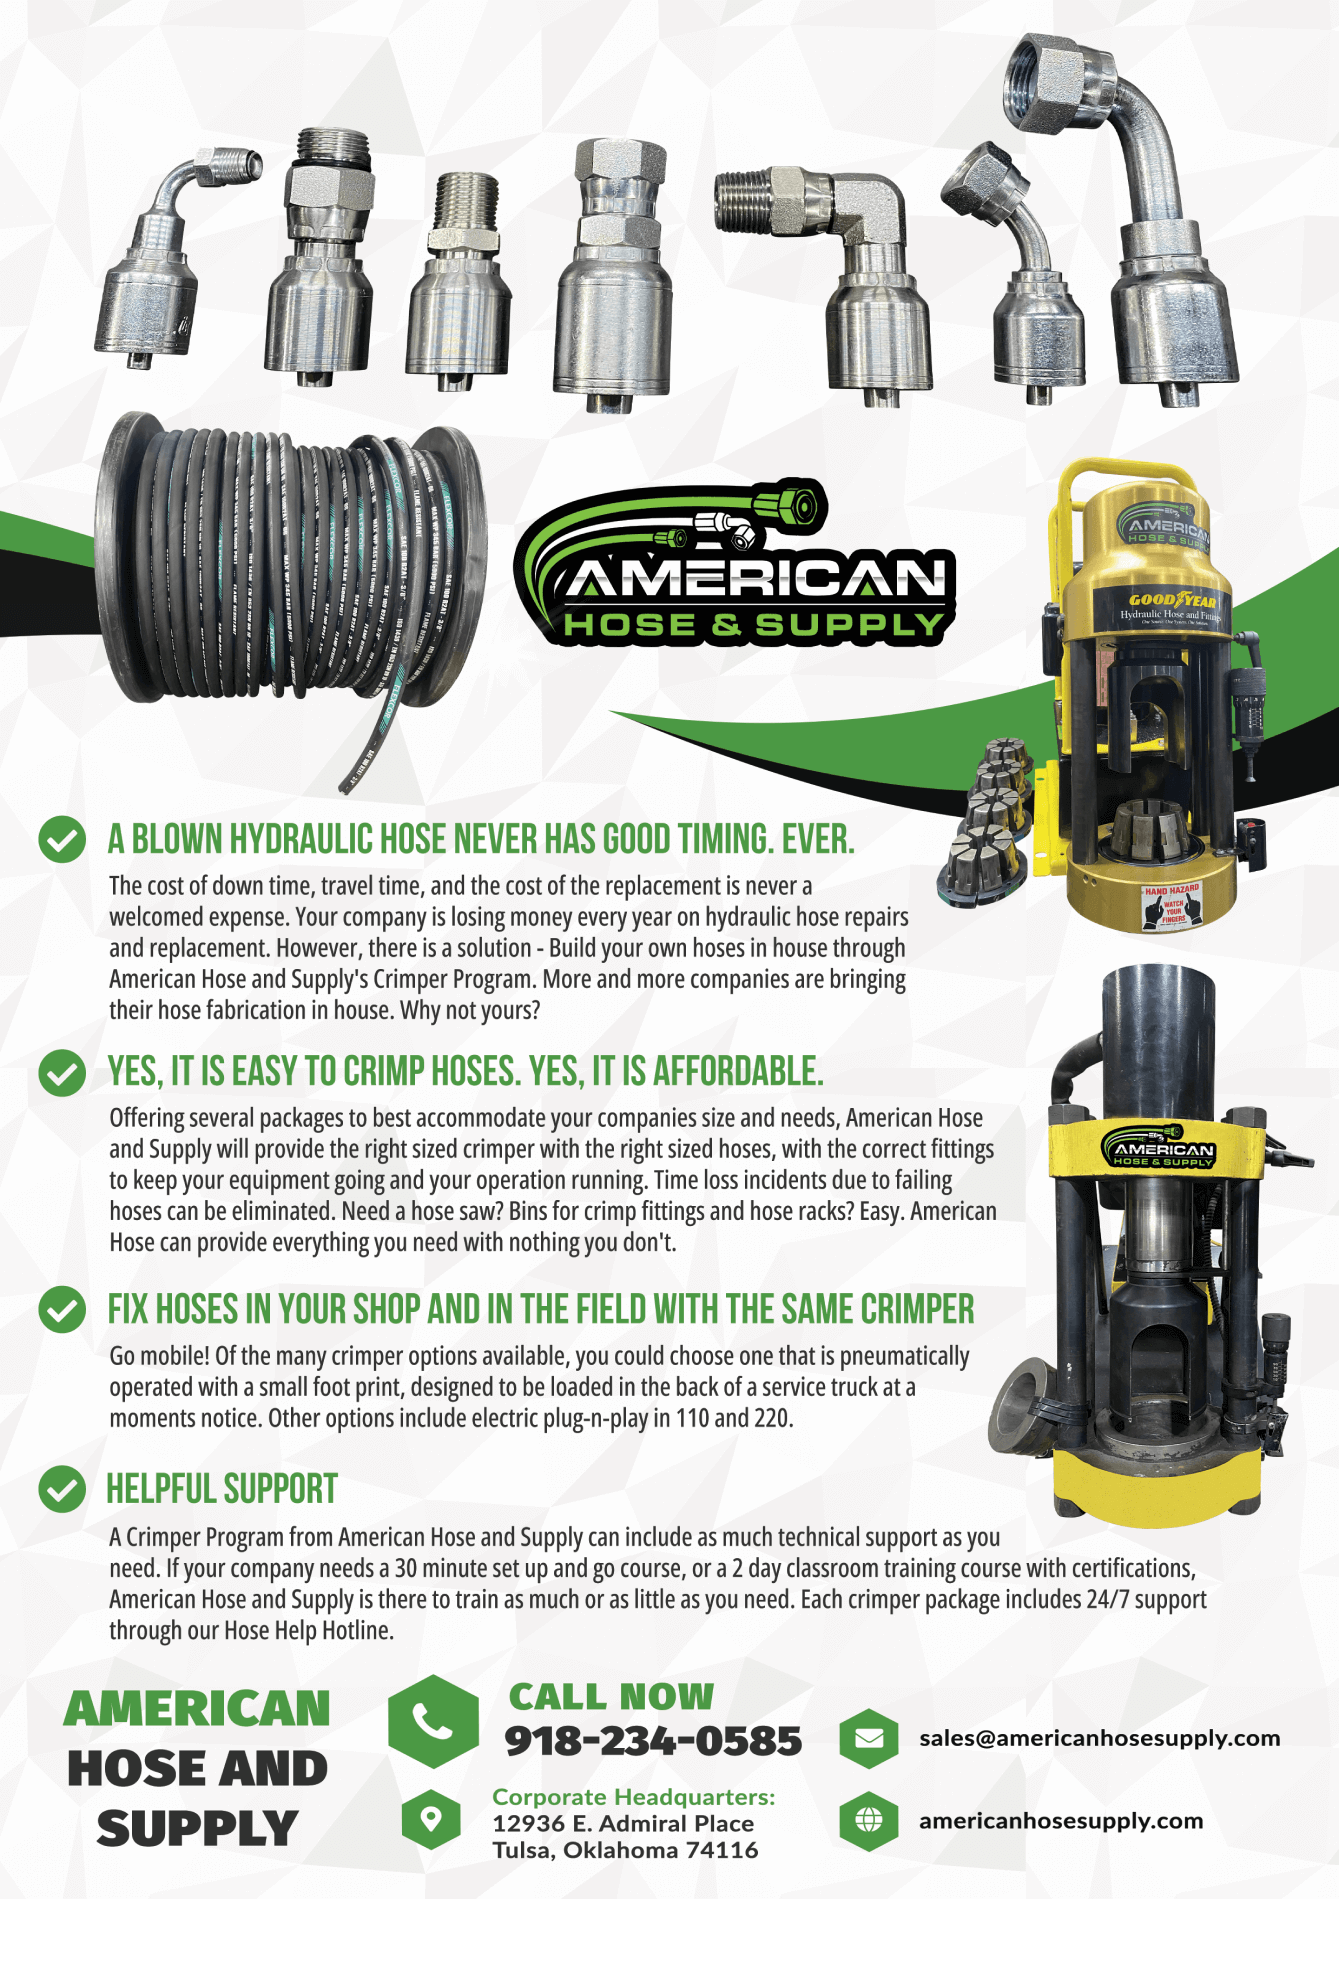 AMERICAN
HOSE & SUPPLY
AMERICAN
HOSE & SUPPLY
GOODYEAR
Hydraulic Hose and Fittings
HAND HAZARD
WATCH
YOUR
FINGERS
FLEXCOR
A BLOWN HYDRAULIC HOSE NEVER HAS GOOD TIMING. EVER.
The cost of down time, travel time, and the cost of the replacement is never a
welcomed expense. Your company is losing money every year on hydraulic hose repairs
and replacement. However, there is a solution - Build your own hoses in house through
American Hose and Supply's Crimper Program. More and more companies are bringing
their hose fabrication in house. Why not yours?
YES, IT IS EASY TO CRIMP HOSES. YES, IT IS AFFORDABLE.
Offering several packages to best accommodate your companies size and needs, American Hose
and Supply will provide the right sized crimper with the right sized hoses, with the correct fittings
to keep your equipment going and your operation running. Time loss incidents due to failing
hoses can be eliminated. Need a hose saw? Bins for crimp fittings and hose racks? Easy. American
Hose can provide everything you need with nothing you don't.
AMERICAN
HOSE & SUPPLY
FIX HOSES IN YOUR SHOP AND IN THE FIELD WITH THE SAME CRIMPER
Go mobile! Of the many crimper options available, you could choose one that is pneumatically
operated with a small foot print, designed to be loaded in the back of a service truck at a
moments notice. Other options include electric plug-n-play in 110 and 220.
HELPFUL SUPPORT
A Crimper Program from American Hose and Supply can include as much technical support as you
need. If your company needs a 30 minute set up and go course, or a 2 day classroom training course with certifications,
American Hose and Supply is there to train as much or as little as you need. Each crimper package includes 24/7 support
through our Hose Help Hotline.
AMERICAN
HOSE AND
SUPPLY
CALL NOW
918-234-0585
Corporate Headquarters:
12936 E. Admiral Place
Tulsa, Oklahoma 74116
sales@americanhosesupply.com
americanhosesupply.com